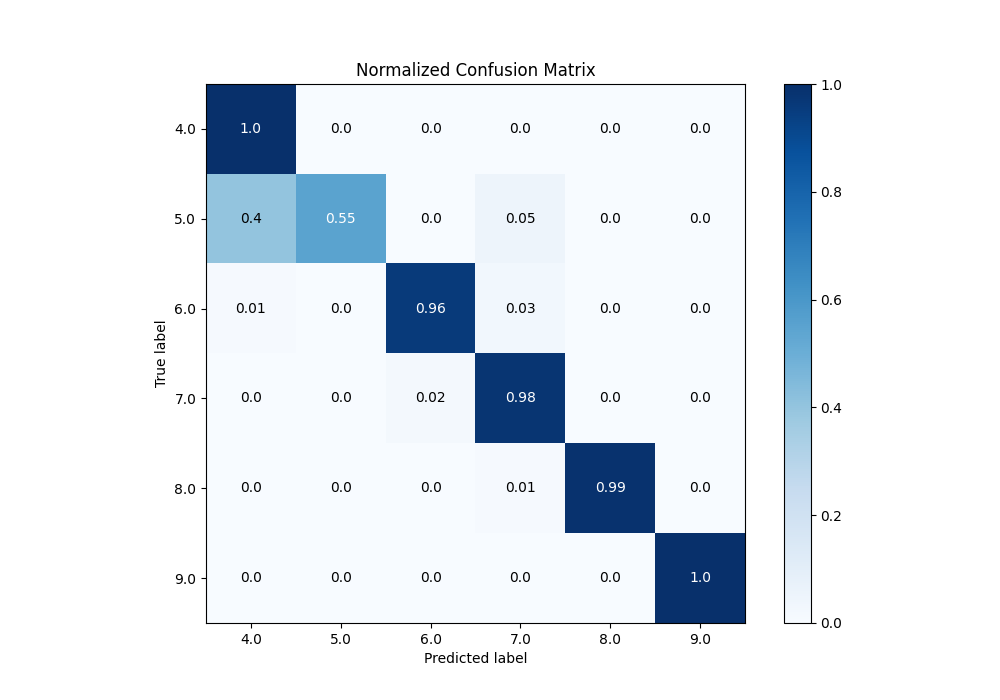 Normalized Confusion Matrix
True label
4.0 1.0 0.0 0.0 0.0 0.0 0.0
5.0 0.4 0.55 0.0 0.05 0.0 0.0
6.0 0.01 0.0 0.96 0.03 0.0 0.0
7.0 0.0 0.0 0.02 0.98 0.0 0.0
8.0 0.0 0.0 0.0 0.01 0.99 0.0
9.0 0.0 0.0 0.0 0.0 0.0 1.0
4.0 5.0 6.0 7.0 8.0 9.0
Predicted label
1.0
0.8
0.6
0.4
0.2
0.0